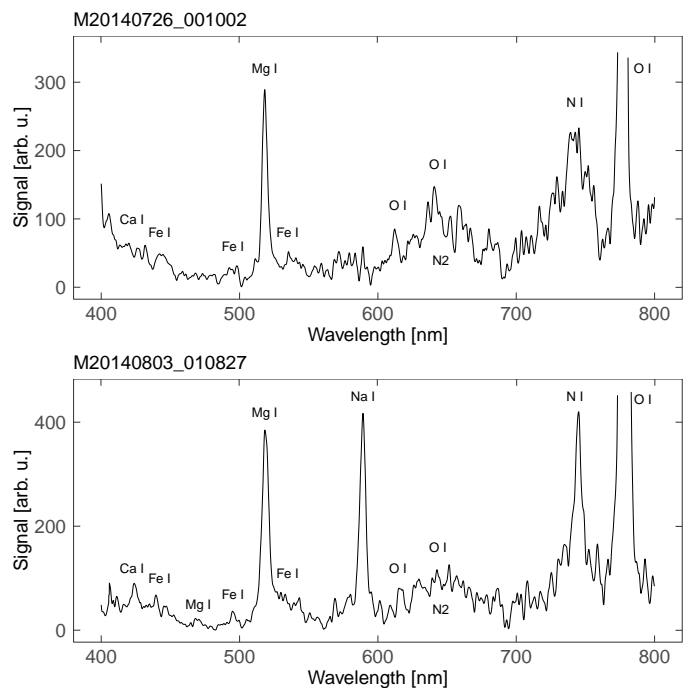 M20140726_001002
Signal [arb. u.]
300
200
100
0
Mg I
O I
N I
O I
O I
Ca I
Fe I
Fe I
Fe I
N2
400 500 600 700 800
Wavelength [nm]
M20140803_010827
Signal [arb. u.]
400
200
0
Mg I
Na I
N I
O I
Ca I
Fe I
Mg I
Fe I
Fe I
O I
O I
N2
400 500 600 700 800
Wavelength [nm]